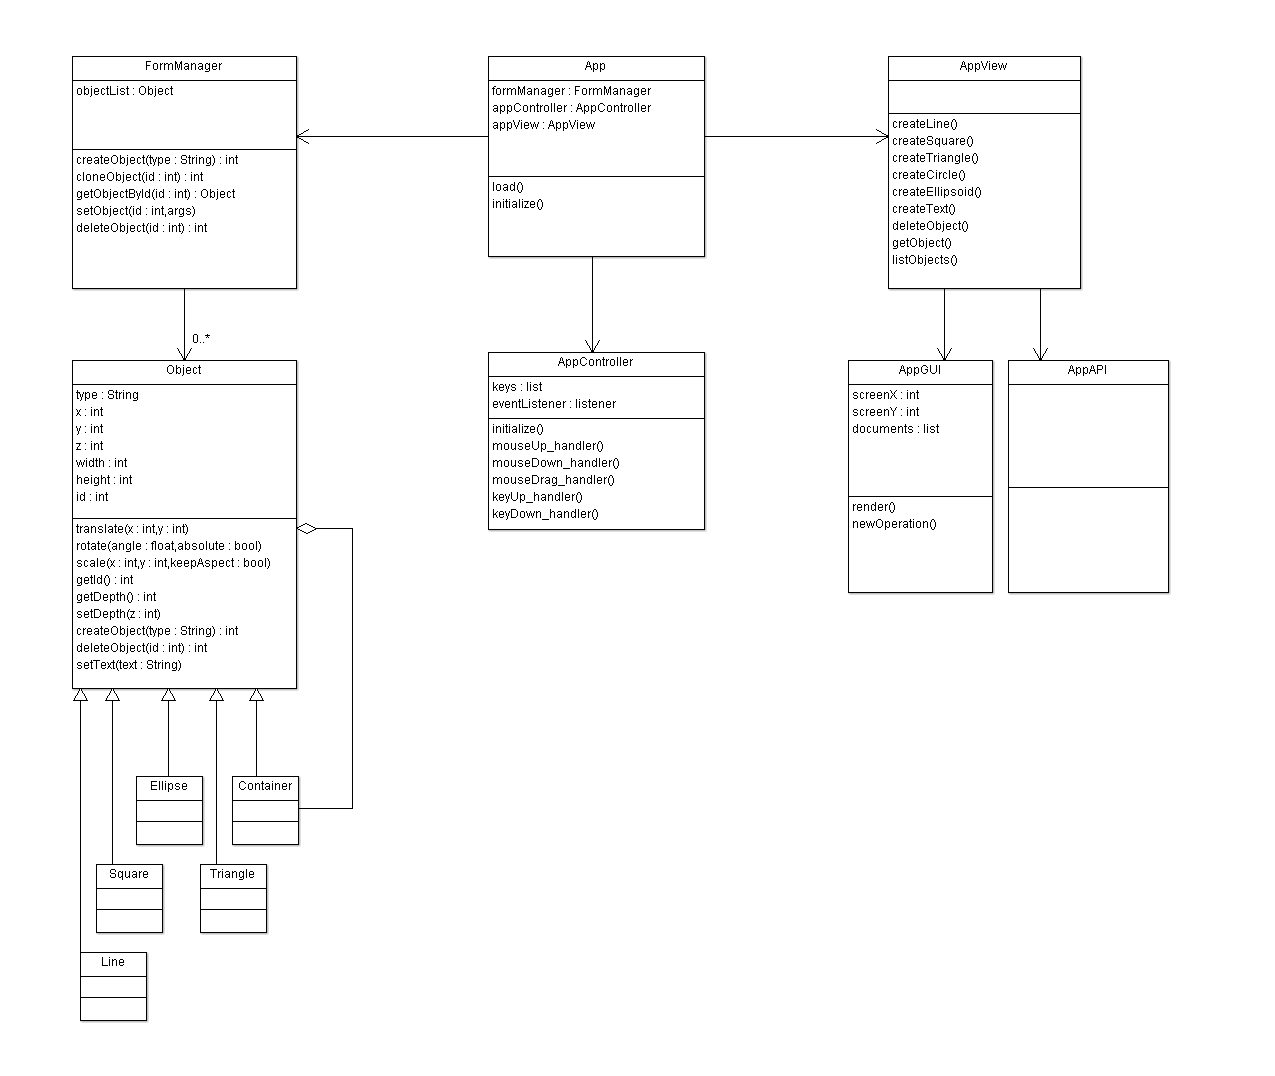 FormManager
objectList : Object
createObject(type : String) : int
cloneObject(id : int) : int
getObjectById(id : int) : Object
setObject(id : int,args)
deleteObject(id : int) : int
App
formManager : FormManager
appController : AppController
appView : AppView
load()
initialize()
AppView
createLine()
createSquare()
createTriangle()
createCircle()
createEllipsoid()
createText()
deleteObject()
getObject()
listObjects()
0..*
Object
type : String
x : int
y : int
z : int
width : int
height : int
id : int
translate(x : int,y : int)
rotate(angle : float,absolute : bool)
scale(x : int,y : int,keepAspect : bool)
getId() : int
getDepth() : int
setDepth(z : int)
createObject(type : String) : int
deleteObject(id : int) : int
setText(text : String)
AppController
keys : list
eventListener : listener
initialize()
mouseUp_handler()
mouseDown_handler()
mouseDrag_handler()
keyUp_handler()
keyDown_handler()
AppGUI
screenX : int
screenY : int
documents : list
render()
newOperation()
AppAPI
Ellipse
Container
Square
Triangle
Line